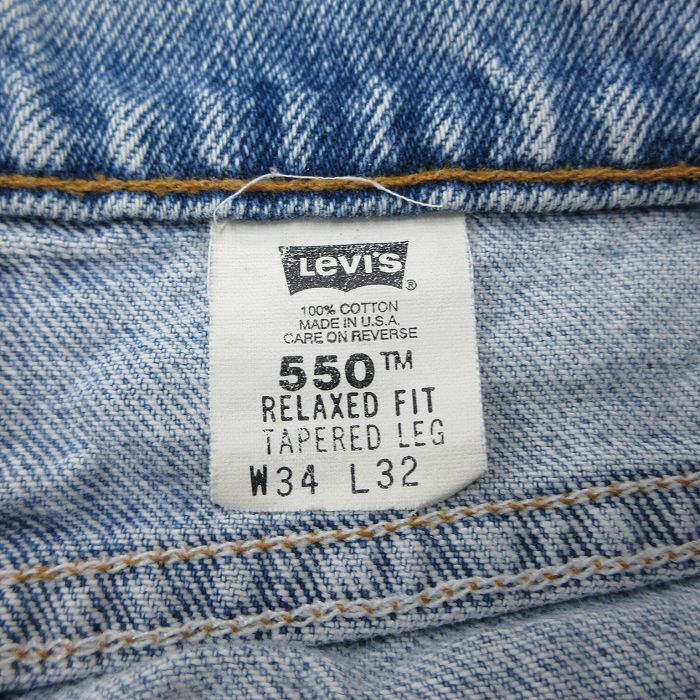 Levi's®
100% COTTON
MADE IN U.S.A.
CARE ON REVERSE
550™
RELAXED FIT
TAPERED LEG
W34 L32